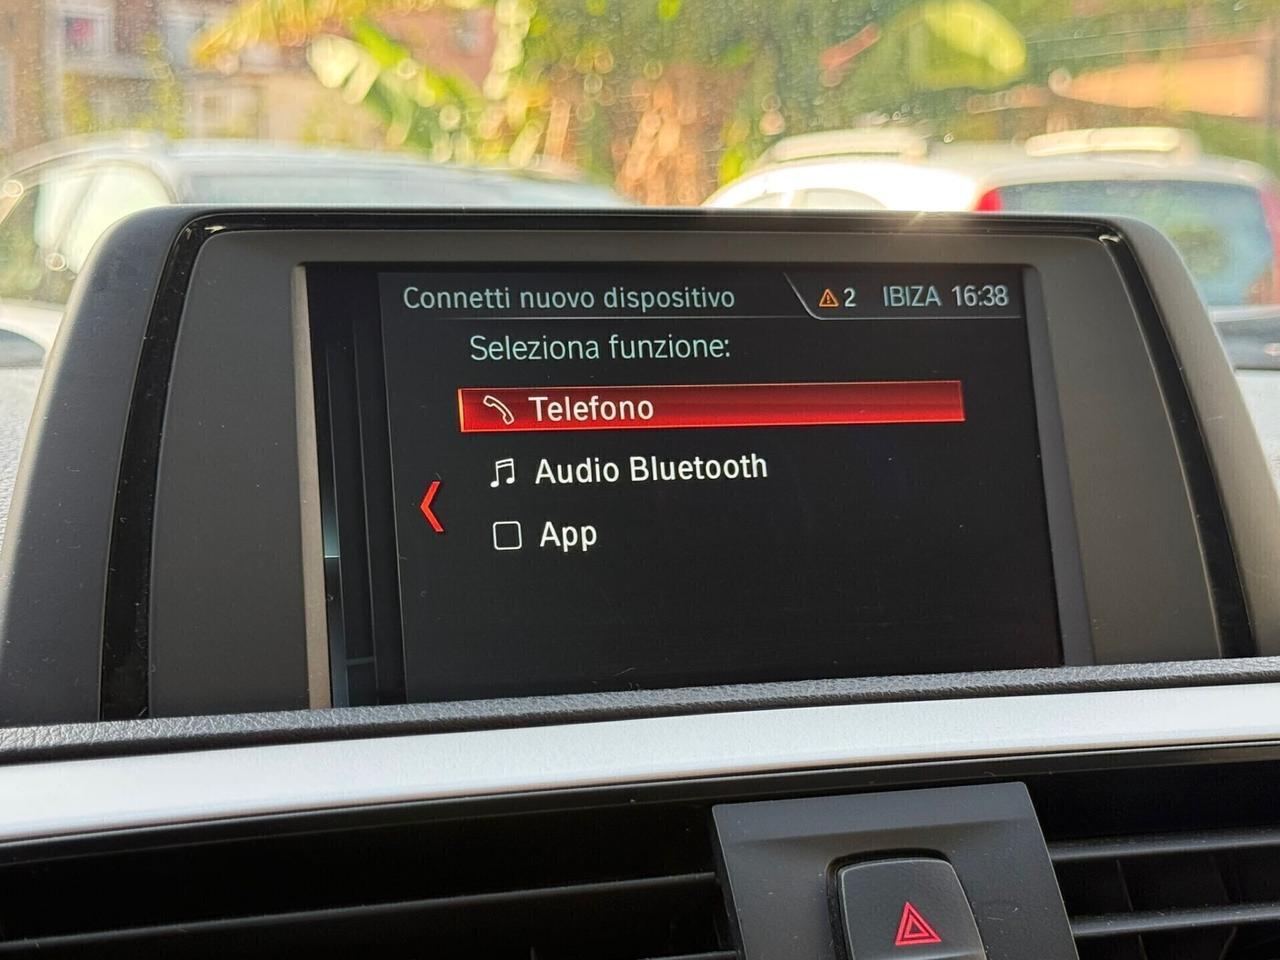 Connetti nuovo dispositivo 2 IBIZA 16:38
Seleziona funzione:
Telefono
Audio Bluetooth
App